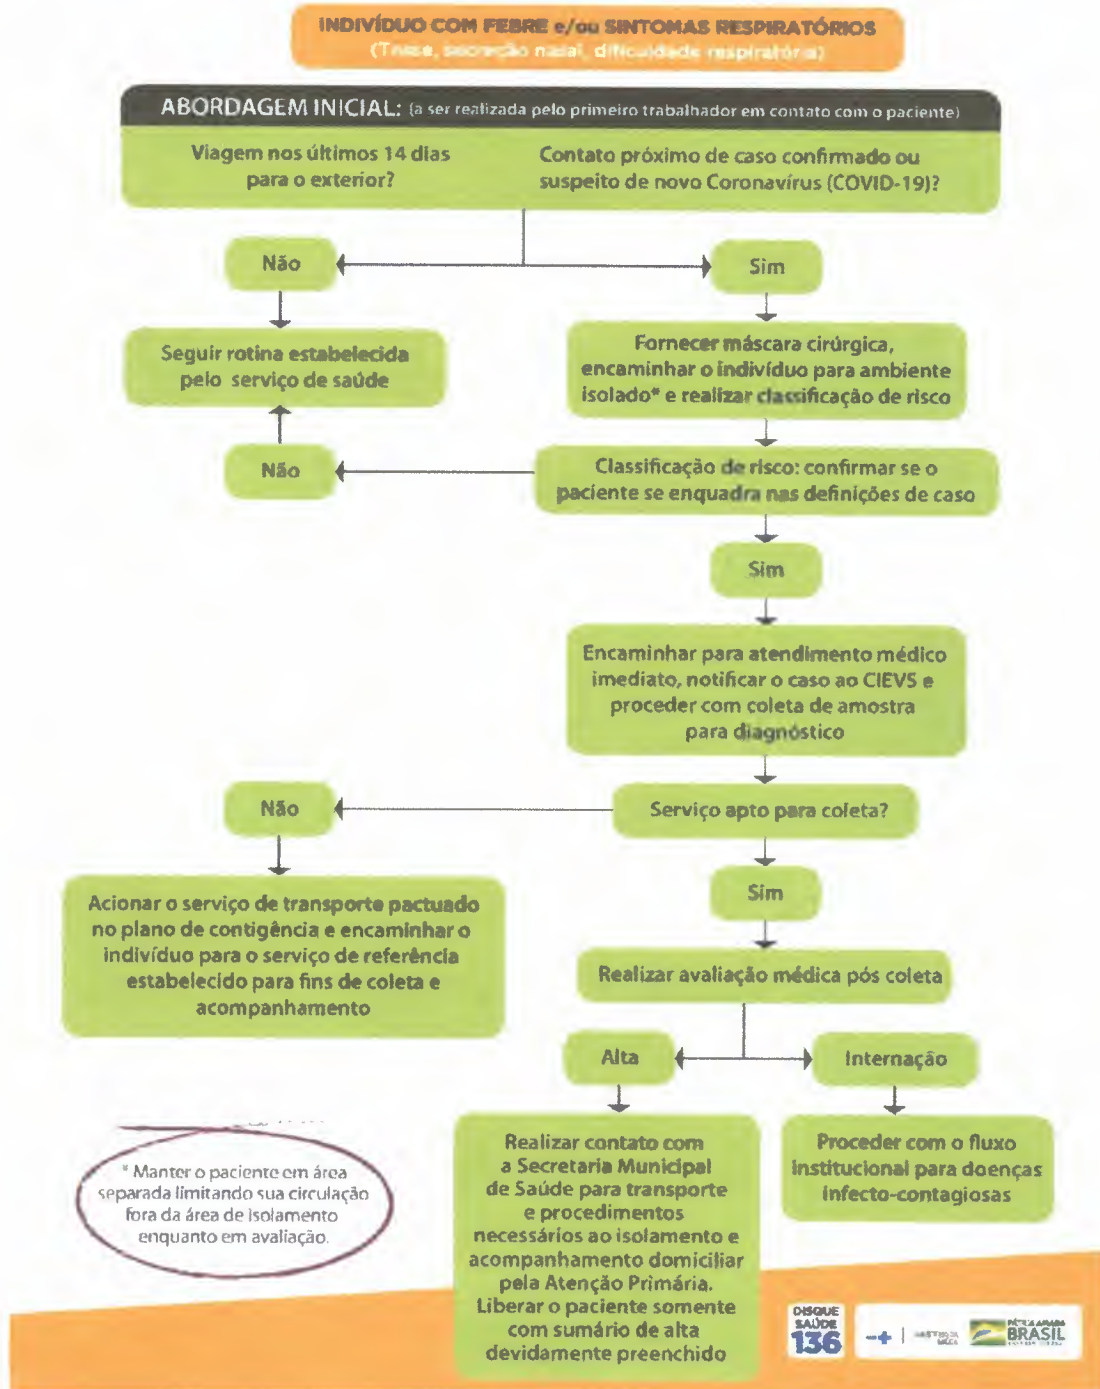 INDIVÍDUO COM FEBRE e/ou SINTOMAS RESPIRATÓRIOS
(Tosse, secreção nasal, dificuldade respiratória)
ABORDAGEM INICIAL: (a ser realizada pelo primeiro trabalhador em contato com o paciente)
Viagem nos últimos 14 dias
para o exterior?
Contato próximo de caso confirmado ou
suspeito de novo Coronavírus (COVID-19)?
Não
Sim
Seguir rotina estabelecida
pelo serviço de saúde
Fornecer máscara cirúrgica,
encaminhar o indivíduo para ambiente
isolado* e realizar classificação de risco
Não
Classificação de risco: confirmar se o
paciente se enquadra nas definições de caso
Sim
Encaminhar para atendimento médico
imediato, notificar o caso ao CIEVS e
proceder com coleta de amostra
para diagnóstico
Não
Serviço apto para coleta?
Sim
Acionar o serviço de transporte pactuado
no plano de contigência e encaminhar o
indivíduo para o serviço de referência
estabelecido para fins de coleta e
acompanhamento
Realizar avaliação médica pós coleta
Alta
Internação
Realizar contato com
a Secretaria Municipal
de Saúde para transporte
e procedimentos
necessários ao isolamento e
acompanhamento domiciliar
pela Atenção Primária.
Liberar o paciente somente
com sumário de alta
devidamente preenchido
Proceder com o fluxo
institucional para doenças
infecto-contagiosas
* Manter o paciente em área
separada limitando sua circulação
fora da área de isolamento
enquanto em avaliação.
DISQUE
SAÚDE
136
PÁTRIA AMADA
BRASIL